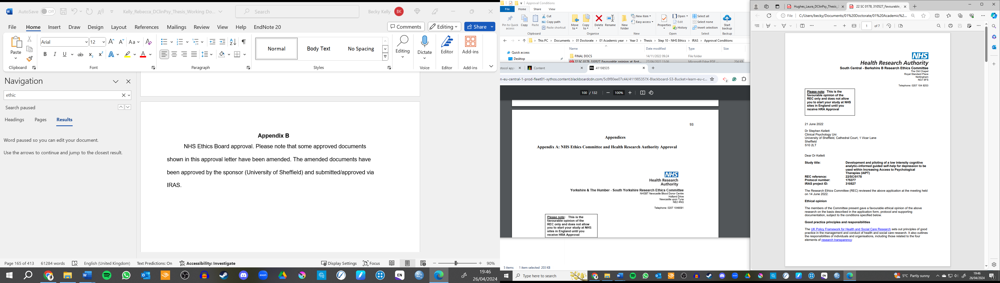 AutoSave Off
Kelly_Rebecca_DClinPsy_Thesis_Working Do...
Search
Becky Kelly BK
File Home Insert Draw Design Layout References Mailings Review View Help EndNote 20
Comments Editing Share
Paste
Clipboard
Arial 12
Font
Paragraph
Normal Body Text No Spacing
Styles
Editing
Dictate
Voice
Editor
Editor
Add-ins
Add-ins
Navigation
ethic
Search paused
Headings Pages Results
Word paused so you can edit your document.
Use the arrows to continue and jump to the closest result.
Appendix B
NHS Ethics Board approval. Please note that some approved documents
shown in this approval letter have been amended. The amended documents have
been approved by the sponsor (University of Sheffield) and submitted/approved via
IRAS.
Page 165 of 413 61284 words English (United Kingdom) Text Predictions: On Accessibility: Investigate Display Settings Focus 90%
19:46
26/04/2024
Approval Conditions
File Home Share View
Pin to Quick access
Copy
Paste
Cut
Copy path
Paste shortcut
Clipboard
Move to
Copy to
Delete
Rename
Organise
New folder
New item
Easy access
New
Properties
Open
Edit
History
Open
Select all
Select none
Invert selection
Select
Start backup
Backup
This PC > Documents > 01 Doctorate > 01 Academic year > Year 3 > Thesis > Step 10 - NHS Ethics > IRAS > Approval Conditions
Quick access
Desktop
Name Date modified Type Size
FINAL DOCS 14/11/2022 09:24 File folder
22 SC 0178, 310527_Favourable_opinion_at_first... 27/06/2022 13:06 Microsoft Edge PDF ... 204 KB
Content
Bb 41198535
n-eu-central-1-prod-fleet01-xythos.content.blackboardcdn.com/5c8f80ee07c44/41198535?X-Blackboard-S3-Bucket=learn-eu-c...
100 / 132 100%
93
Appendices
Appendix A: NHS Ethics Committee and Health Research Authority Approval
NHS
Health Research
Authority
Yorkshire & The Humber - South Yorkshire Research Ethics Committee
NHSBT Newcastle Blood Donor Centre
Holland Drive
Newcastle upon Tyne
NE2 4NQ
Telephone: 0207 1048091
Please note: This is the
favourable opinion of the
REC only and does not allow
you to start your study at NHS
sites in England until you
receive HRA Approval
5 items 1 item selected 203 KB
Type here to search
Hughes_Laura_DClinPsy_Thesis_2
22 SC 0178, 310527_Favourable_
File C:/Users/becky/Documents/01%20Doctorate/01%20Academic%2...
1 of 7
NHS
Health Research Authority
South Central - Berkshire B Research Ethics Committee
The Old Chapel
Royal Standard Place
Nottingham
NG1 6FS
Telephone: 0207 104 8253
Please note: This is the
favourable opinion of the
REC only and does not allow
you to start your study at NHS
sites in England until you
receive HRA Approval
21 June 2022
Dr Stephen Kellett
Clinical Psychology Uni
University of Sheffield, Cathedral Court, 1 Vicar Lane
Sheffield
S10 2LT
Dear Dr Kellett
Study title: Development and piloting of a low intensity cognitive
analytic–informed guided self-help for depression to be
used within Increasing Access to Psychological
Therapies (IAPT)
REC reference: 22/SC/0178
Protocol number: 175377
IRAS project ID: 310527
The Research Ethics Committee (REC) reviewed the above application at the meeting held
on 14 June 2022.
Ethical opinion
The members of the Committee present gave a favourable ethical opinion of the above
research on the basis described in the application form, protocol and supporting
documentation, subject to the conditions specified below.
Good practice principles and responsibilities
The UK Policy Framework for Health and Social Care Research sets out principles of good
practice in the management and conduct of health and social care research. It also outlines
the responsibilities of individuals and organisations, including those related to the four
elements of research transparency:
5°C Partly sunny
19:46
26/04/2024